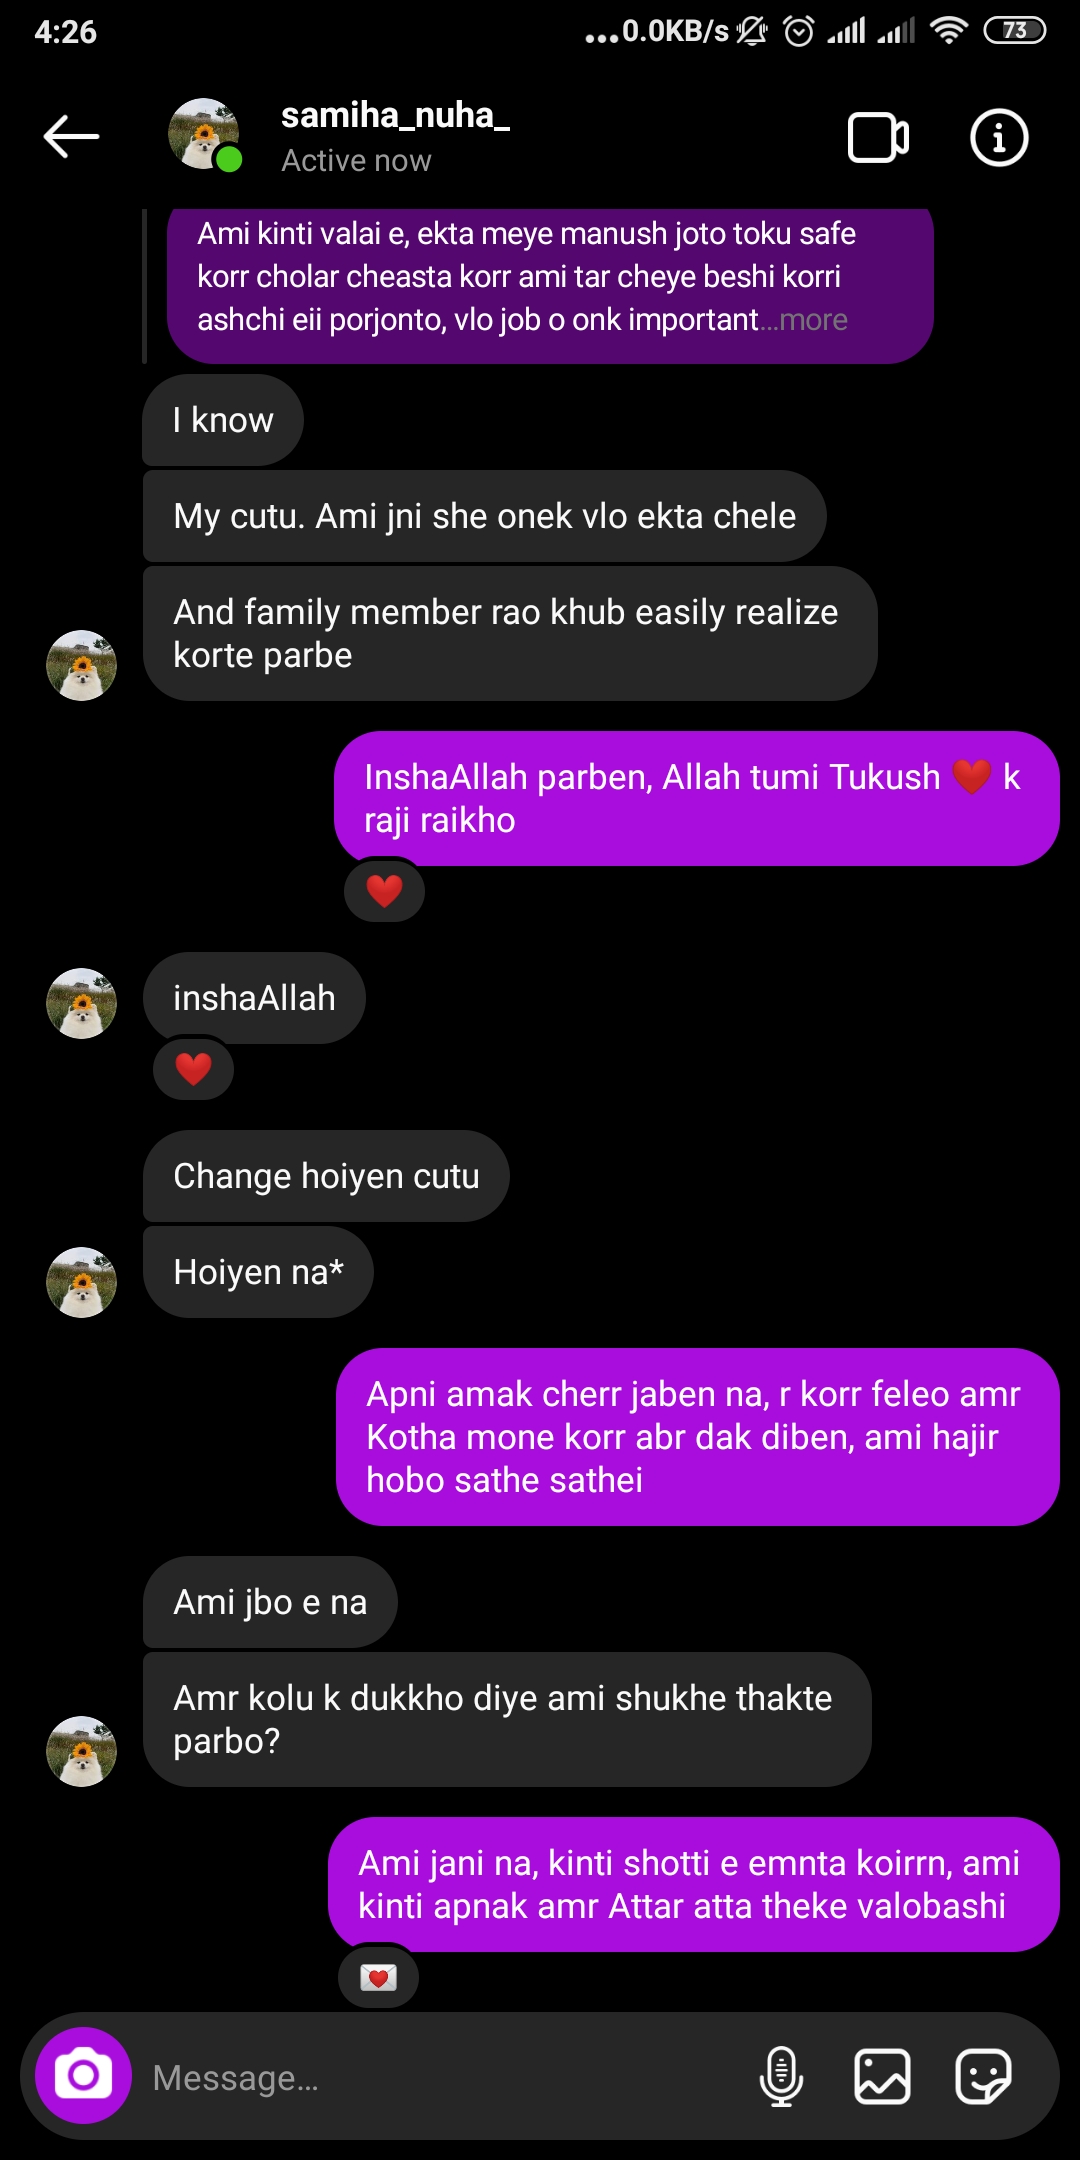 4:26
...0.0KB/s
73
samiha_nuha_
Active now
Ami kinti valai e, ekta meye manush joto toku safe
korr cholar cheasta korr ami tar cheye beshi korri
ashchi eii porjonto, vlo job o onk important...more
I know
My cutu. Ami jni she onek vlo ekta chele
And family member rao khub easily realize
korte parbe
InshaAllah parben, Allah tumi Tukush ❤️ k
raji raikho
❤️
inshaAllah
❤️
Change hoiyen cutu
Hoiyen na*
Apni amak cherr jaben na, r korr feleo amr
Kotha mone korr abr dak diben, ami hajir
hobo sathe sathei
Ami jbo e na
Amr kolu k dukkho diye ami shukhe thakte
parbo?
Ami jani na, kinti shotti e emnta koirrn, ami
kinti apnak amr Attar atta theke valobashi
💌
Message...